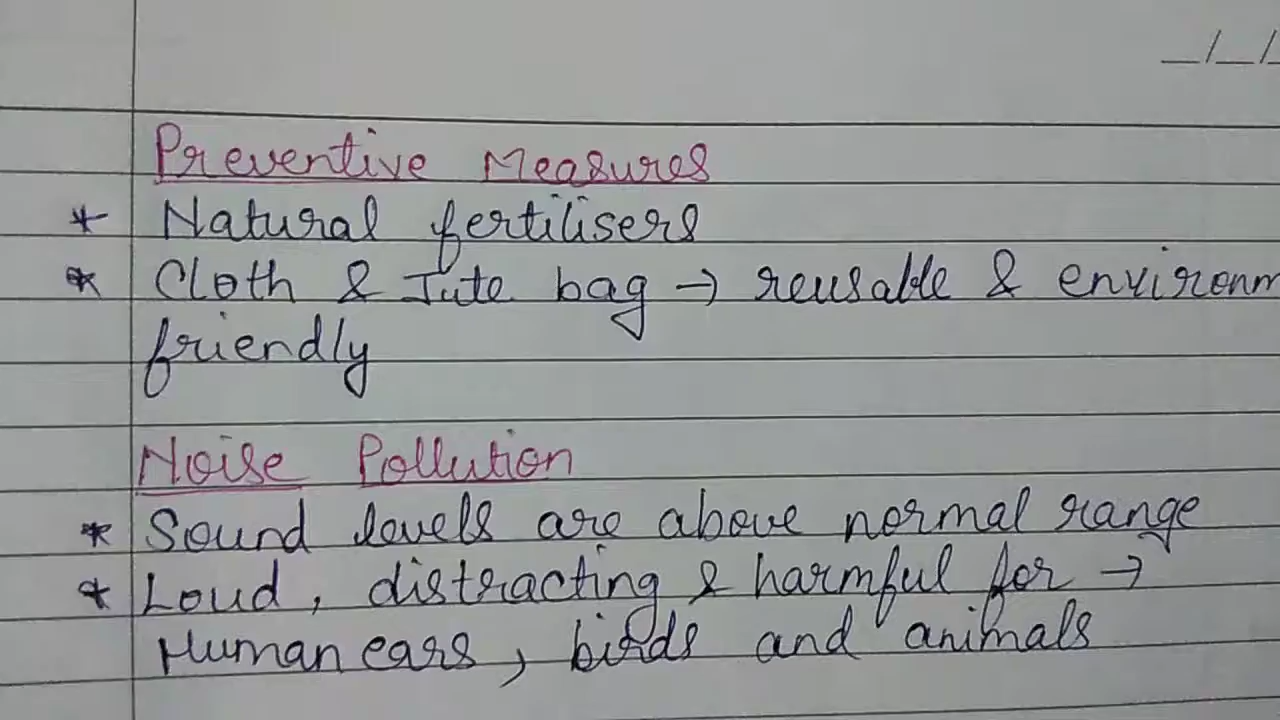 _/_/_
Preventive Measures
* Natural fertilisers
* Cloth & Jute bag → reusable & environm
friendly
Noise Pollution
* Sound levels are above normal range
* Loud, distracting & harmful for →
Human ears, birds and animals